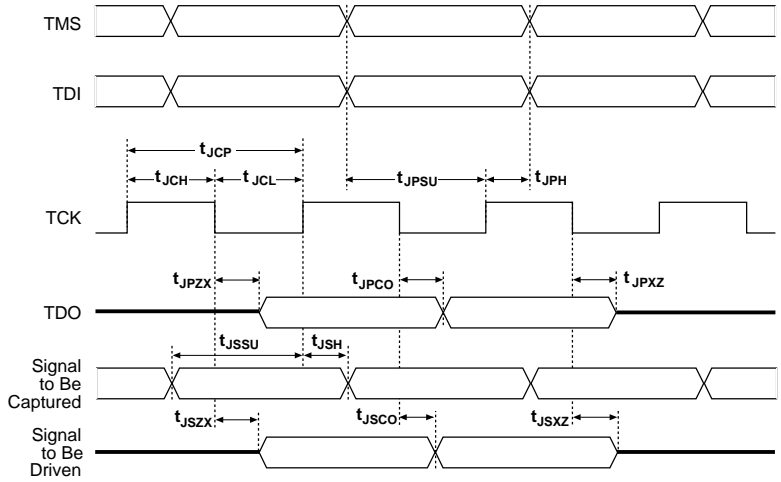 TMS
TDI
tJCP
tJCH
tJCL
tJPSU
tJPH
TCK
tJPZX
tJPCO
tJPXZ
TDO
tJSSU
tJSH
Signal
to Be
Captured
tJSZX
tJSCO
tJSXZ
Signal
to Be
Driven